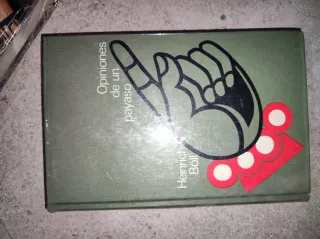 Opiniones
de un
payaso
Heinrich
Böll